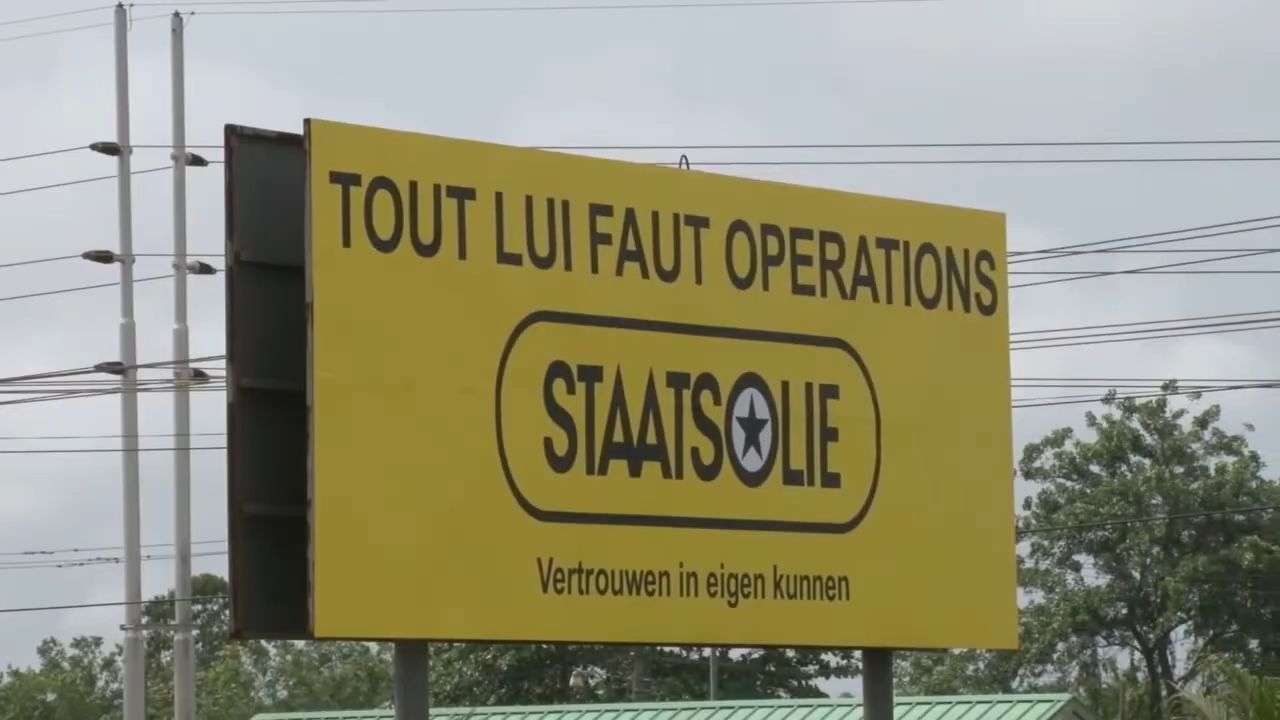 TOUT LUI FAUT OPERATIONS
STAATSOLIE
Vertrouwen in eigen kunnen